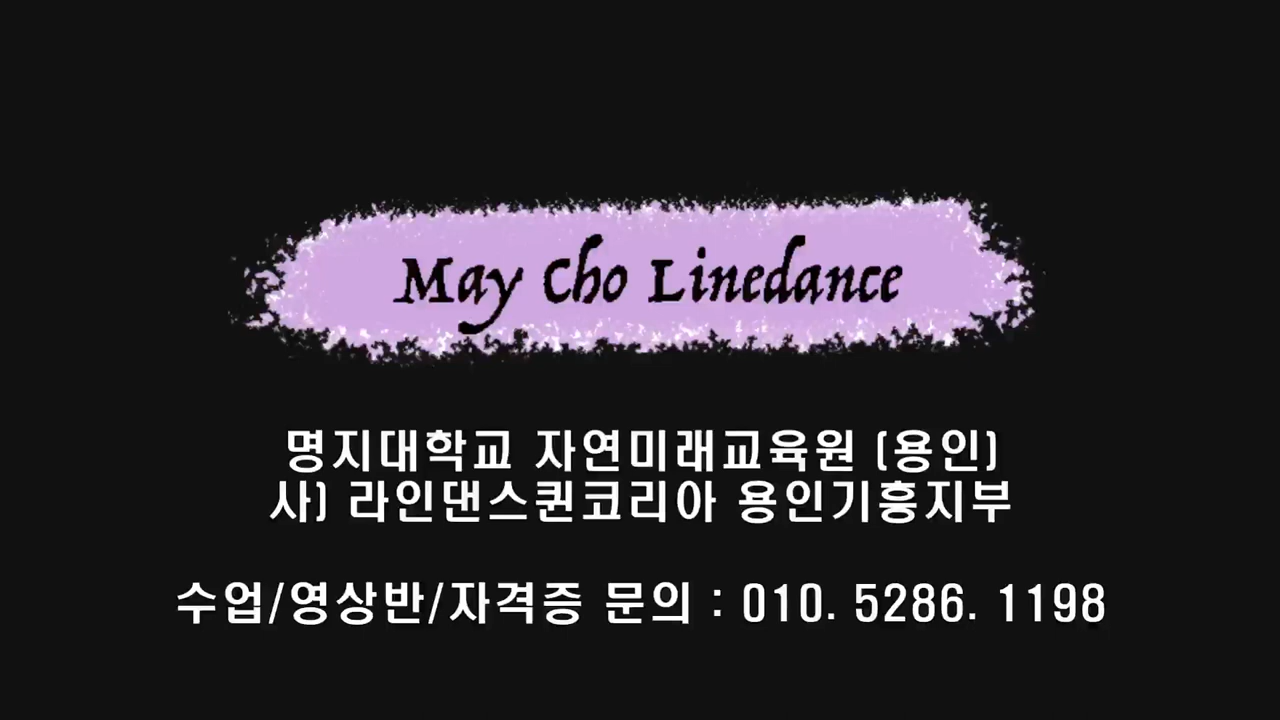 May Cho Linedance
명지대학교 자연미래교육원 (용인)
사) 라인댄스퀸코리아 용인기흥지부
수업/영상반/자격증 문의 : 010. 5286. 1198